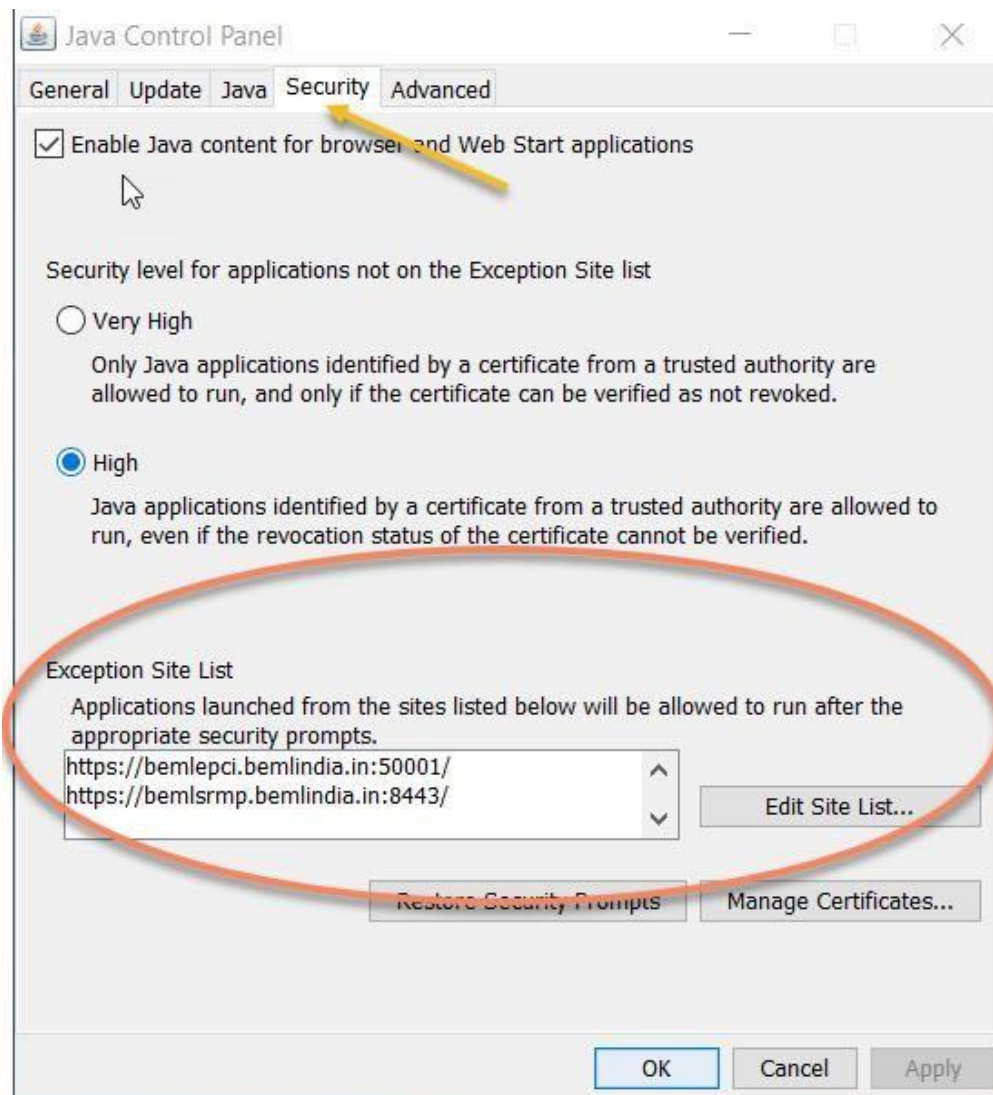 Java Control Panel
General Update Java Security Advanced
Enable Java content for browser and Web Start applications
Security level for applications not on the Exception Site list
Very High
Only Java applications identified by a certificate from a trusted authority are
allowed to run, and only if the certificate can be verified as not revoked.
High
Java applications identified by a certificate from a trusted authority are allowed to
run, even if the revocation status of the certificate cannot be verified.
Exception Site List
Applications launched from the sites listed below will be allowed to run after the
appropriate security prompts.
https://bemlepci.bemlindia.in:50001/
https://bemlsrmp.bemlindia.in:8443/
Edit Site List...
Restore Security Prompts Manage Certificates...
OK Cancel Apply